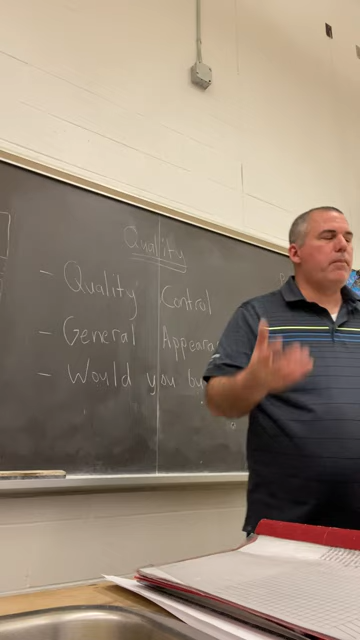 Quality
- Quality Control
- General Appeara
- Would you bu